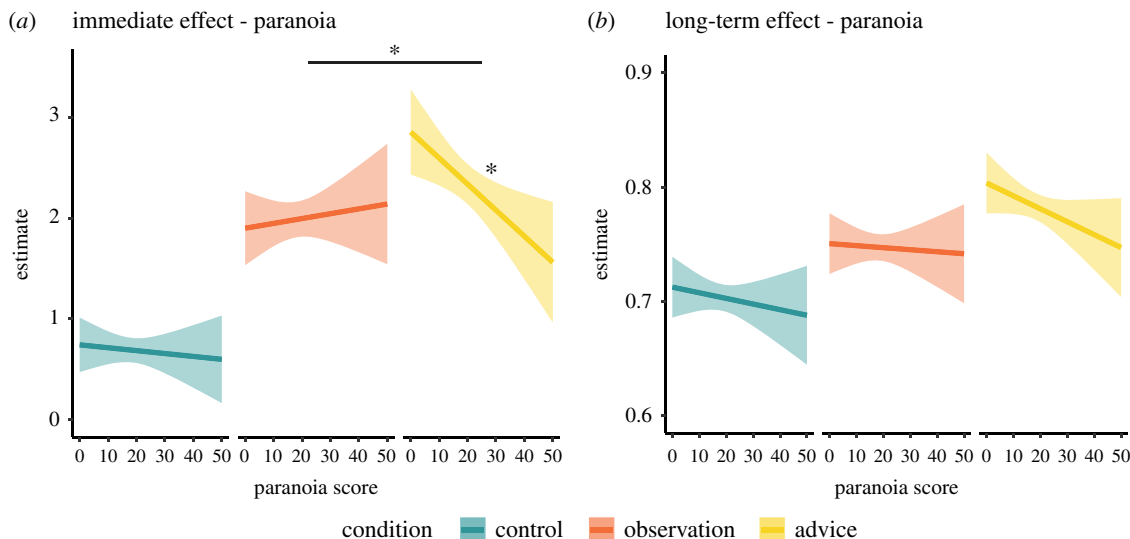 (a) immediate effect - paranoia
*
3
2
1
0
estimate
*
0 10 20 30 40 50 0 10 20 30 40 50 0 10 20 30 40 50
paranoia score
(b) long-term effect - paranoia
0.9
0.8
0.7
0.6
estimate
0 10 20 30 40 50 0 10 20 30 40 50 0 10 20 30 40 50
paranoia score
condition control observation advice